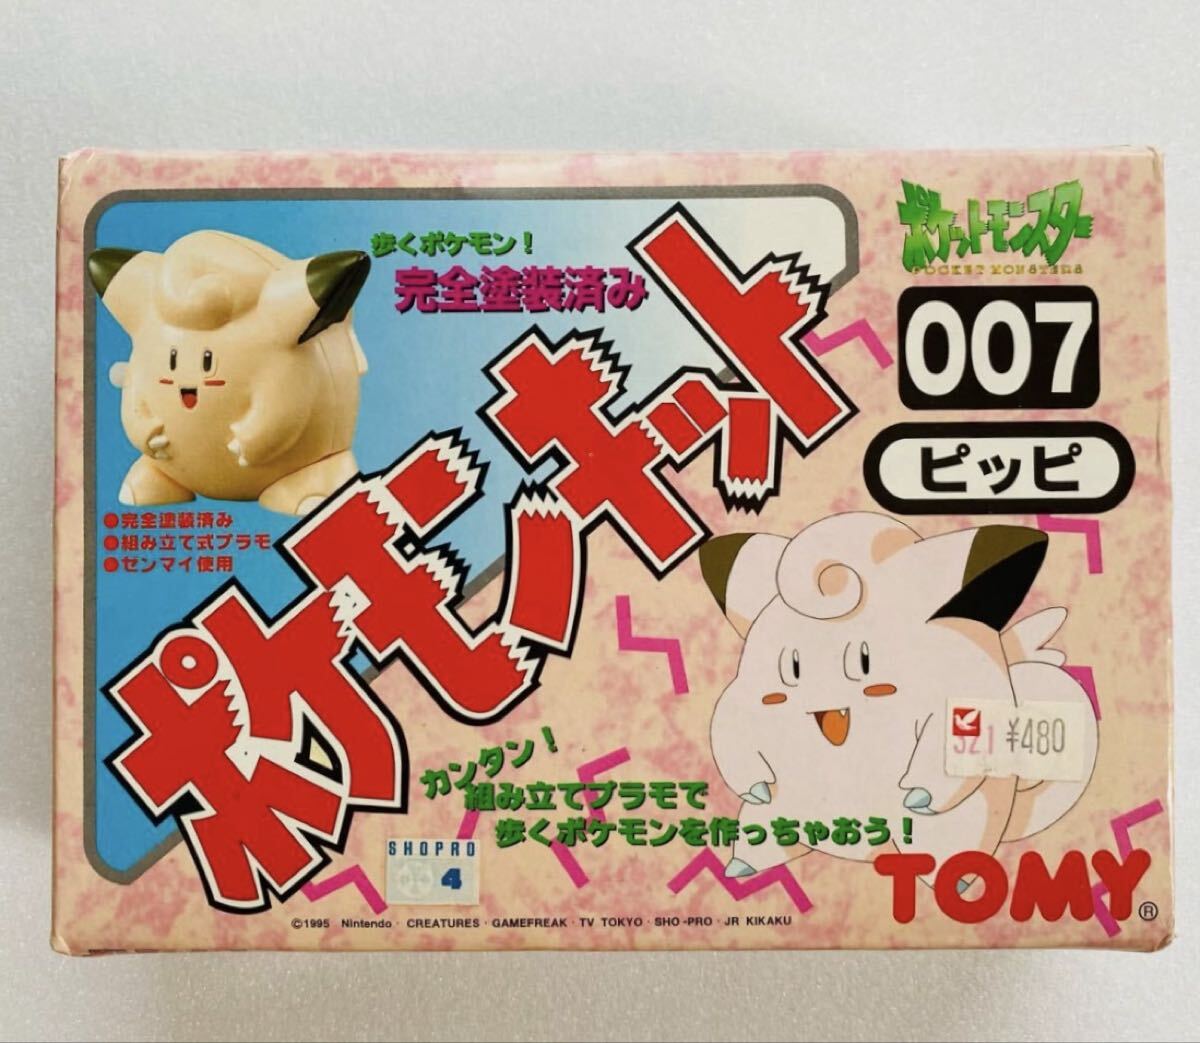 歩くポケモン!
完全塗装済み
ポケットモンスター
POCKET MONSTERS
007
ピッピ
●完全塗装済み
●組み立て式プラモ
●ゼンマイ使用
ポケモンキット
321 ¥480
カンタン!
組み立てプラモで
歩くポケモンを作っちゃおう!
SHOPRO
4
TOMY®
©1995 Nintendo · CREATURES · GAMEFREAK · TV TOKYO · SHO-PRO · JR KIKAKU